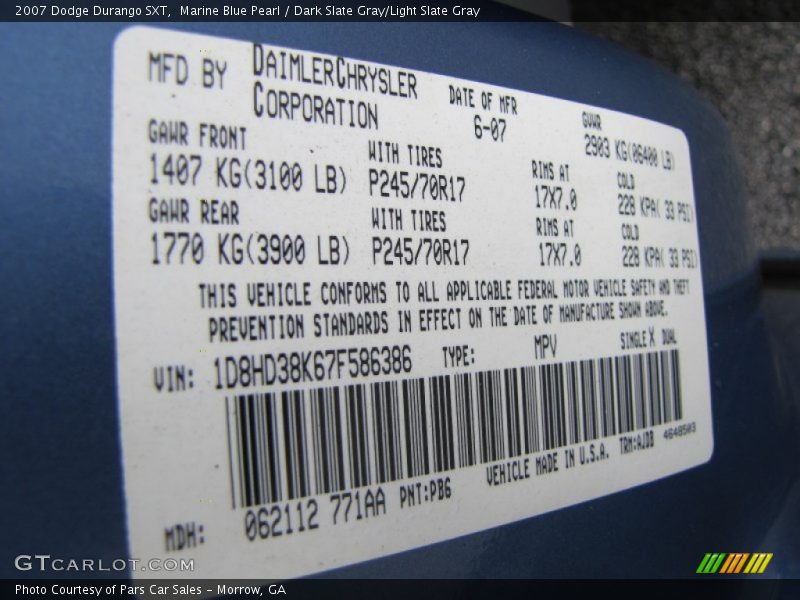 2007 Dodge Durango SXT,  Marine Blue Pearl / Dark Slate Gray/Light Slate Gray
MFD BY DAIMLERCHRYSLER CORPORATION DATE OF MFR 6-07 GVWR 2903 KG(06400 LB)
GAWR FRONT WITH TIRES RIMS AT COLD
1407 KG(3100 LB) P245/70R17 17X7.0 228 KPA( 33 PSI)
GAWR REAR WITH TIRES RIMS AT COLD
1770 KG(3900 LB) P245/70R17 17X7.0 228 KPA( 33 PSI)
THIS VEHICLE CONFORMS TO ALL APPLICABLE FEDERAL MOTOR VEHICLE SAFETY AND THEFT
PREVENTION STANDARDS IN EFFECT ON THE DATE OF MANUFACTURE SHOWN ABOVE.
VIN: 1D8HD38K67F586386 TYPE: MPV SINGLE X DUAL
MDH: 062112 771AA PNT:PB6 VEHICLE MADE IN U.S.A. TRM:AJDB 4648503
GTCARLOT.COM
Photo Courtesy of Pars Car Sales - Morrow, GA